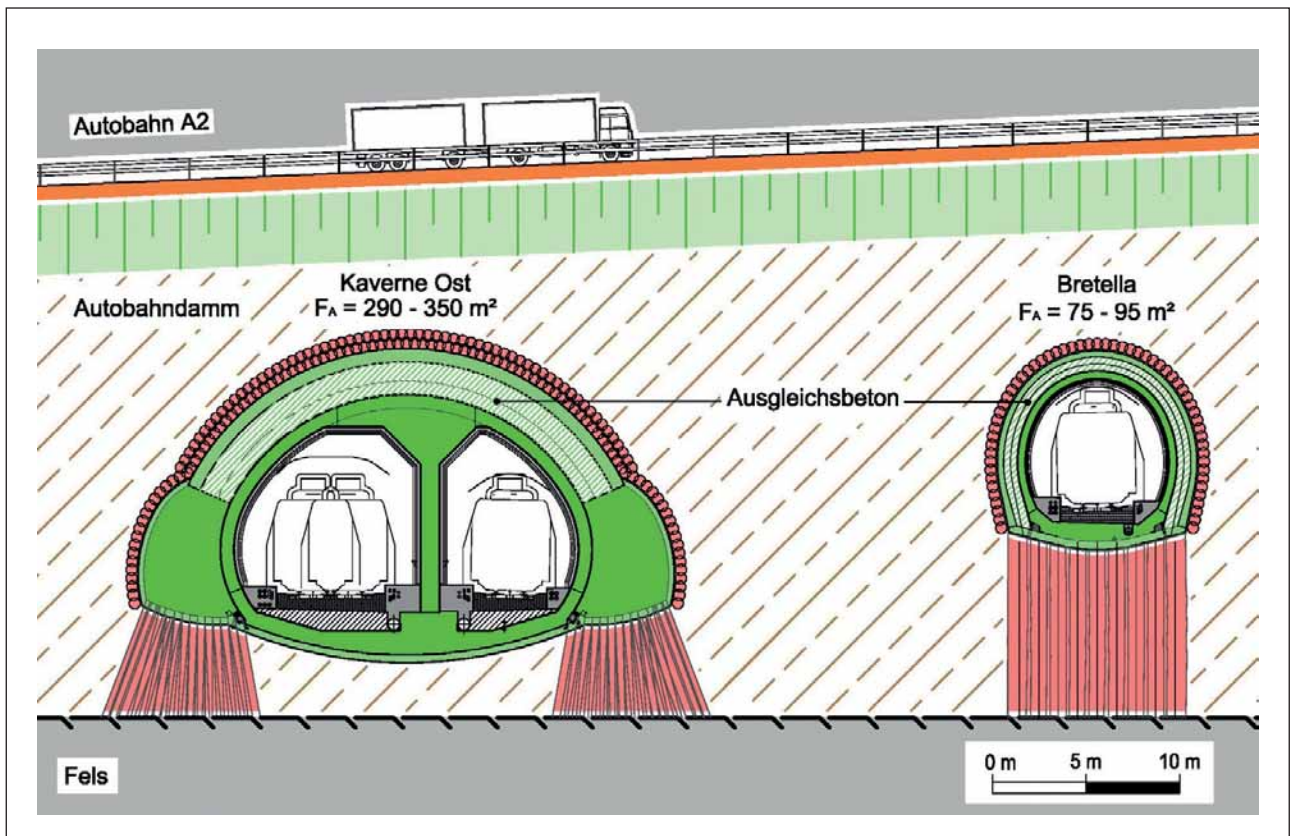 Autobahn A2
Kaverne Ost
FA = 290 - 350 m²
Bretella
FA = 75 - 95 m²
Autobahndamm
Ausgleichsbeton
Fels
0 m 5 m 10 m